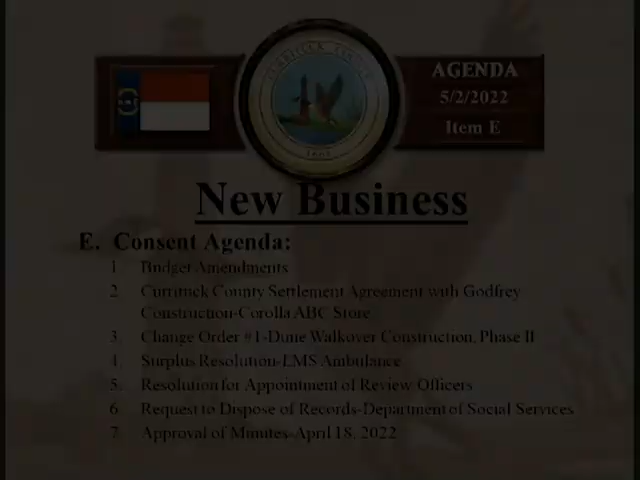 CURRITUCK COUNTY
1668
AGENDA
5/2/2022
Item E
New Business
E. Consent Agenda:
1. Budget Amendments
2. Currituck County Settlement Agreement with Godfrey
Construction-Corolla ABC Store
3. Change Order #1-Dune Walkover Construction, Phase II
4. Surplus Resolution-EMS Ambulance
5. Resolution for Appointment of Review Officers
6. Request to Dispose of Records-Department of Social Services
7. Approval of Minutes-April 18, 2022